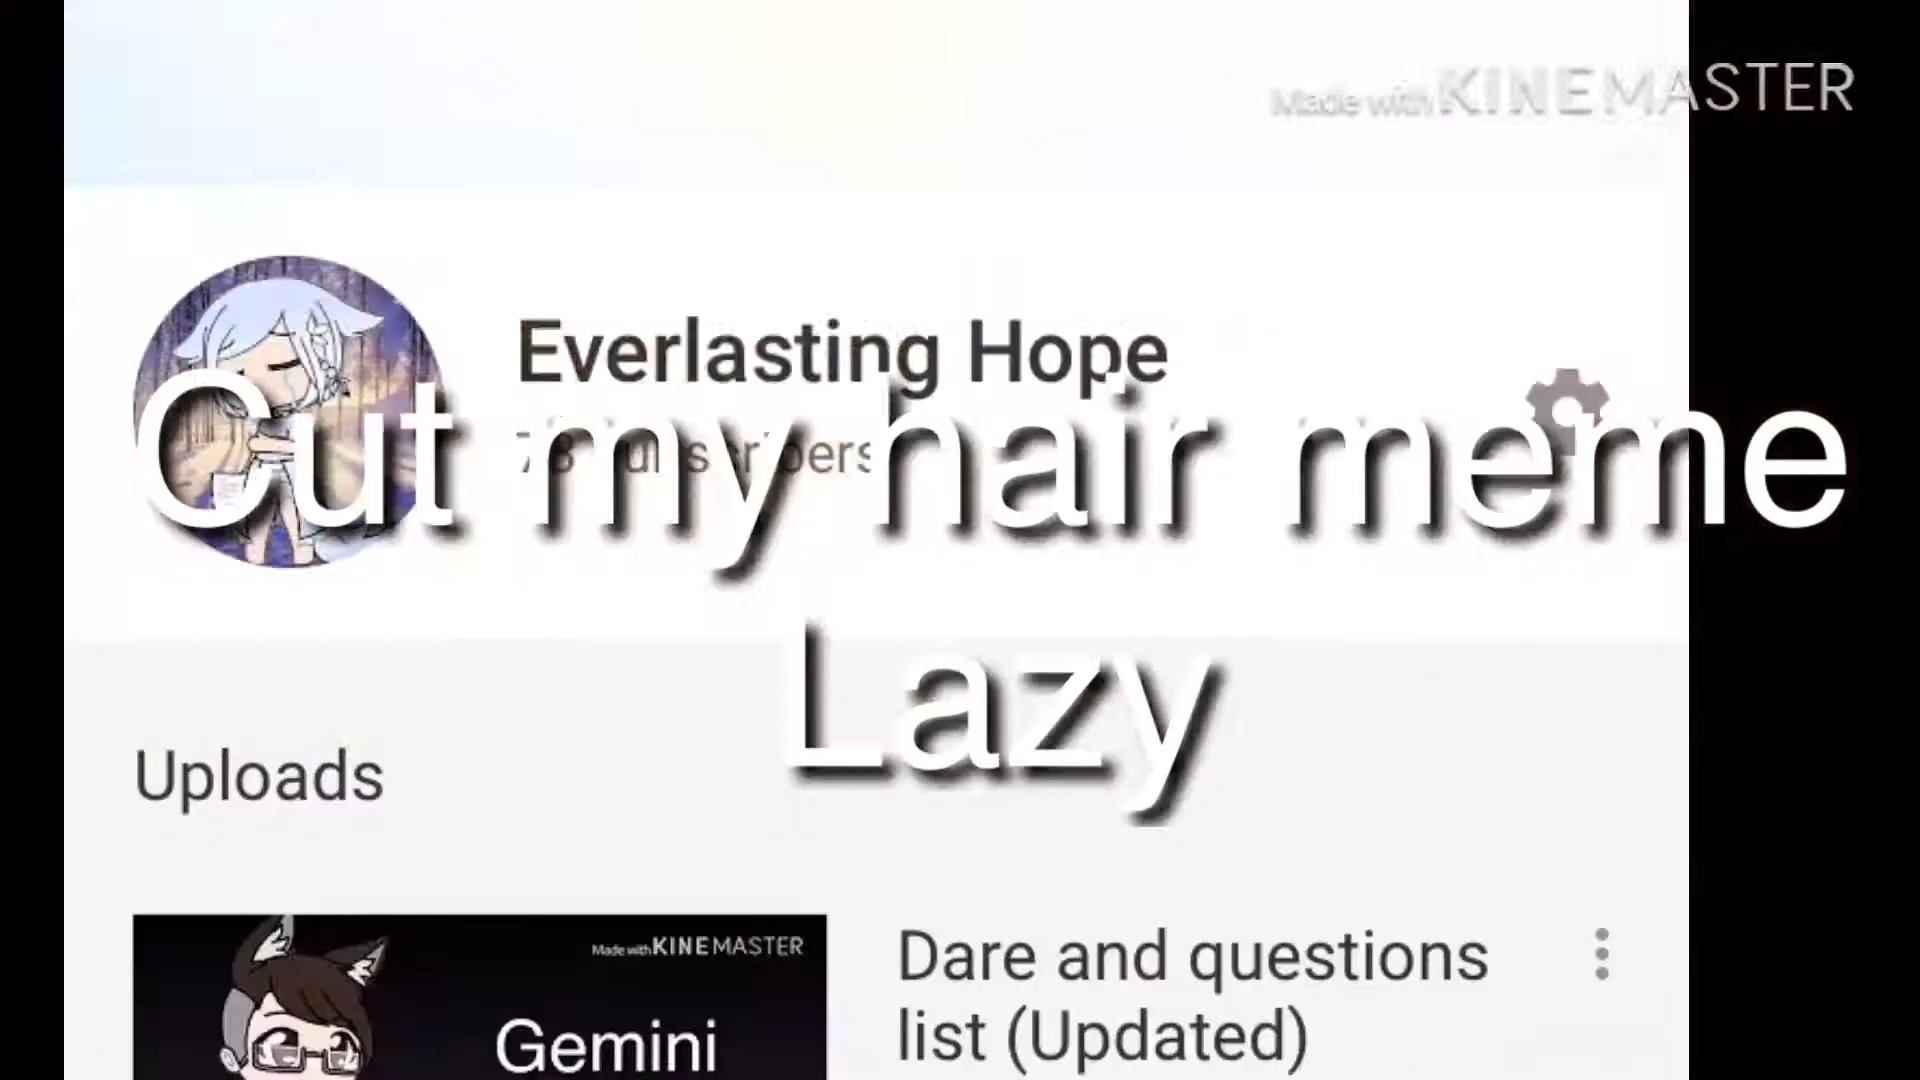 Made with KINEMASTER
Everlasting Hope
Cut my hair meme
Lazy
Uploads
Made with KINEMASTER
Gemini
Dare and questions
list (Updated)